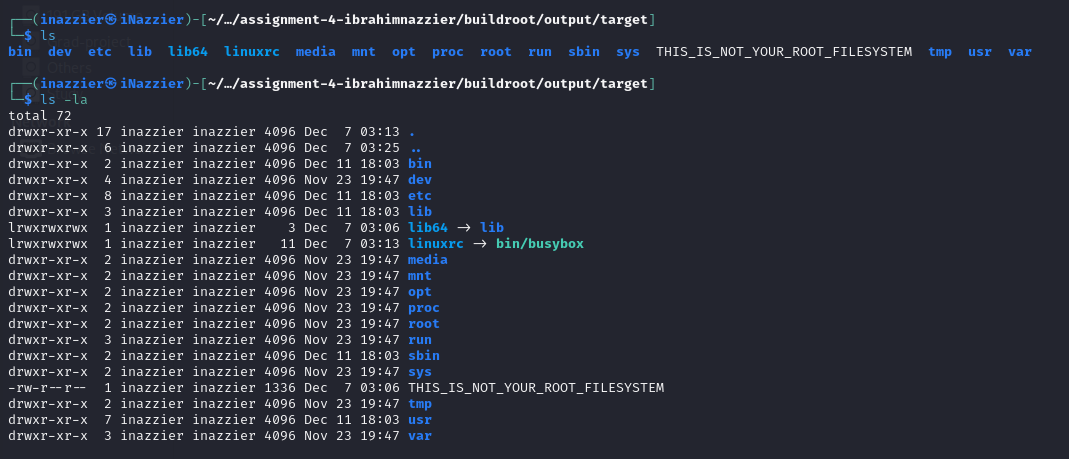 ┌──(inazzier㉿iNazzier)-[~/…/assignment-4-ibrahimnazzier/buildroot/output/target]
└─$ ls
bin  dev  etc  lib  lib64  linuxrc  media  mnt  opt  proc  root  run  sbin  sys  THIS_IS_NOT_YOUR_ROOT_FILESYSTEM  tmp  usr  var
┌──(inazzier㉿iNazzier)-[~/…/assignment-4-ibrahimnazzier/buildroot/output/target]
└─$ ls -la
total 72
drwxr-xr-x 17 inazzier inazzier 4096 Dec  7 03:13 .
drwxr-xr-x  6 inazzier inazzier 4096 Dec  7 03:25 ..
drwxr-xr-x  2 inazzier inazzier 4096 Dec 11 18:03 bin
drwxr-xr-x  4 inazzier inazzier 4096 Nov 23 19:47 dev
drwxr-xr-x  8 inazzier inazzier 4096 Dec 11 18:03 etc
drwxr-xr-x  3 inazzier inazzier 4096 Dec 11 18:03 lib
lrwxrwxrwx  1 inazzier inazzier    3 Dec  7 03:06 lib64 -> lib
lrwxrwxrwx  1 inazzier inazzier   11 Dec  7 03:13 linuxrc -> bin/busybox
drwxr-xr-x  2 inazzier inazzier 4096 Nov 23 19:47 media
drwxr-xr-x  2 inazzier inazzier 4096 Nov 23 19:47 mnt
drwxr-xr-x  2 inazzier inazzier 4096 Nov 23 19:47 opt
drwxr-xr-x  2 inazzier inazzier 4096 Nov 23 19:47 proc
drwxr-xr-x  2 inazzier inazzier 4096 Nov 23 19:47 root
drwxr-xr-x  3 inazzier inazzier 4096 Nov 23 19:47 run
drwxr-xr-x  2 inazzier inazzier 4096 Dec 11 18:03 sbin
drwxr-xr-x  2 inazzier inazzier 4096 Nov 23 19:47 sys
-rw-r--r--  1 inazzier inazzier 1336 Dec  7 03:06 THIS_IS_NOT_YOUR_ROOT_FILESYSTEM
drwxr-xr-x  2 inazzier inazzier 4096 Nov 23 19:47 tmp
drwxr-xr-x  7 inazzier inazzier 4096 Dec 11 18:03 usr
drwxr-xr-x  3 inazzier inazzier 4096 Nov 23 19:47 var